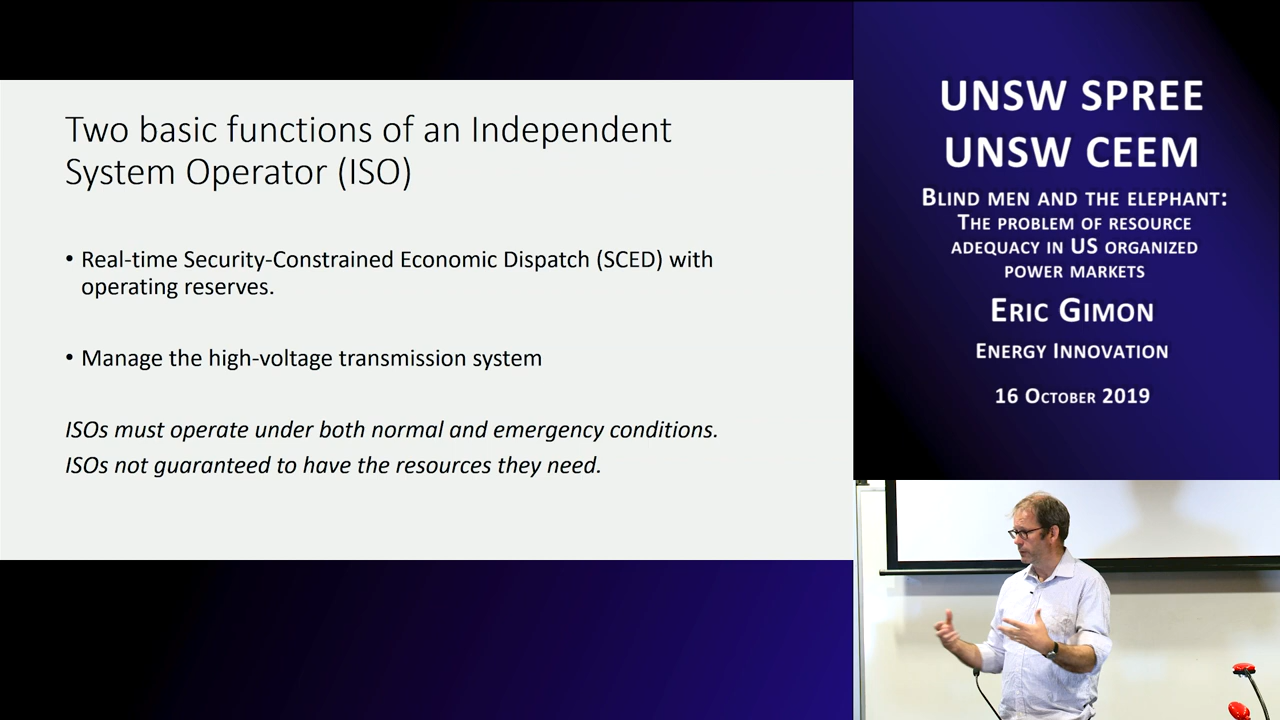 Two basic functions of an Independent
System Operator (ISO)
• Real-time Security-Constrained Economic Dispatch (SCED) with
operating reserves.
• Manage the high-voltage transmission system
ISOs must operate under both normal and emergency conditions.
ISOs not guaranteed to have the resources they need.
UNSW SPREE
UNSW CEEM
Blind men and the elephant:
The problem of resource
adequacy in US organized
power markets
Eric Gimon
Energy Innovation
16 October 2019